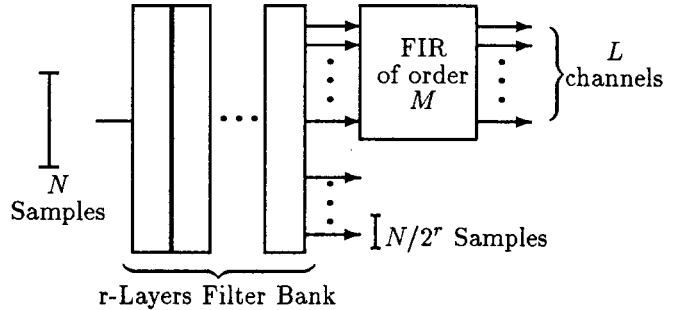 FIR
of order
M
L
channels
N
Samples
N/2^r Samples
r-Layers Filter Bank